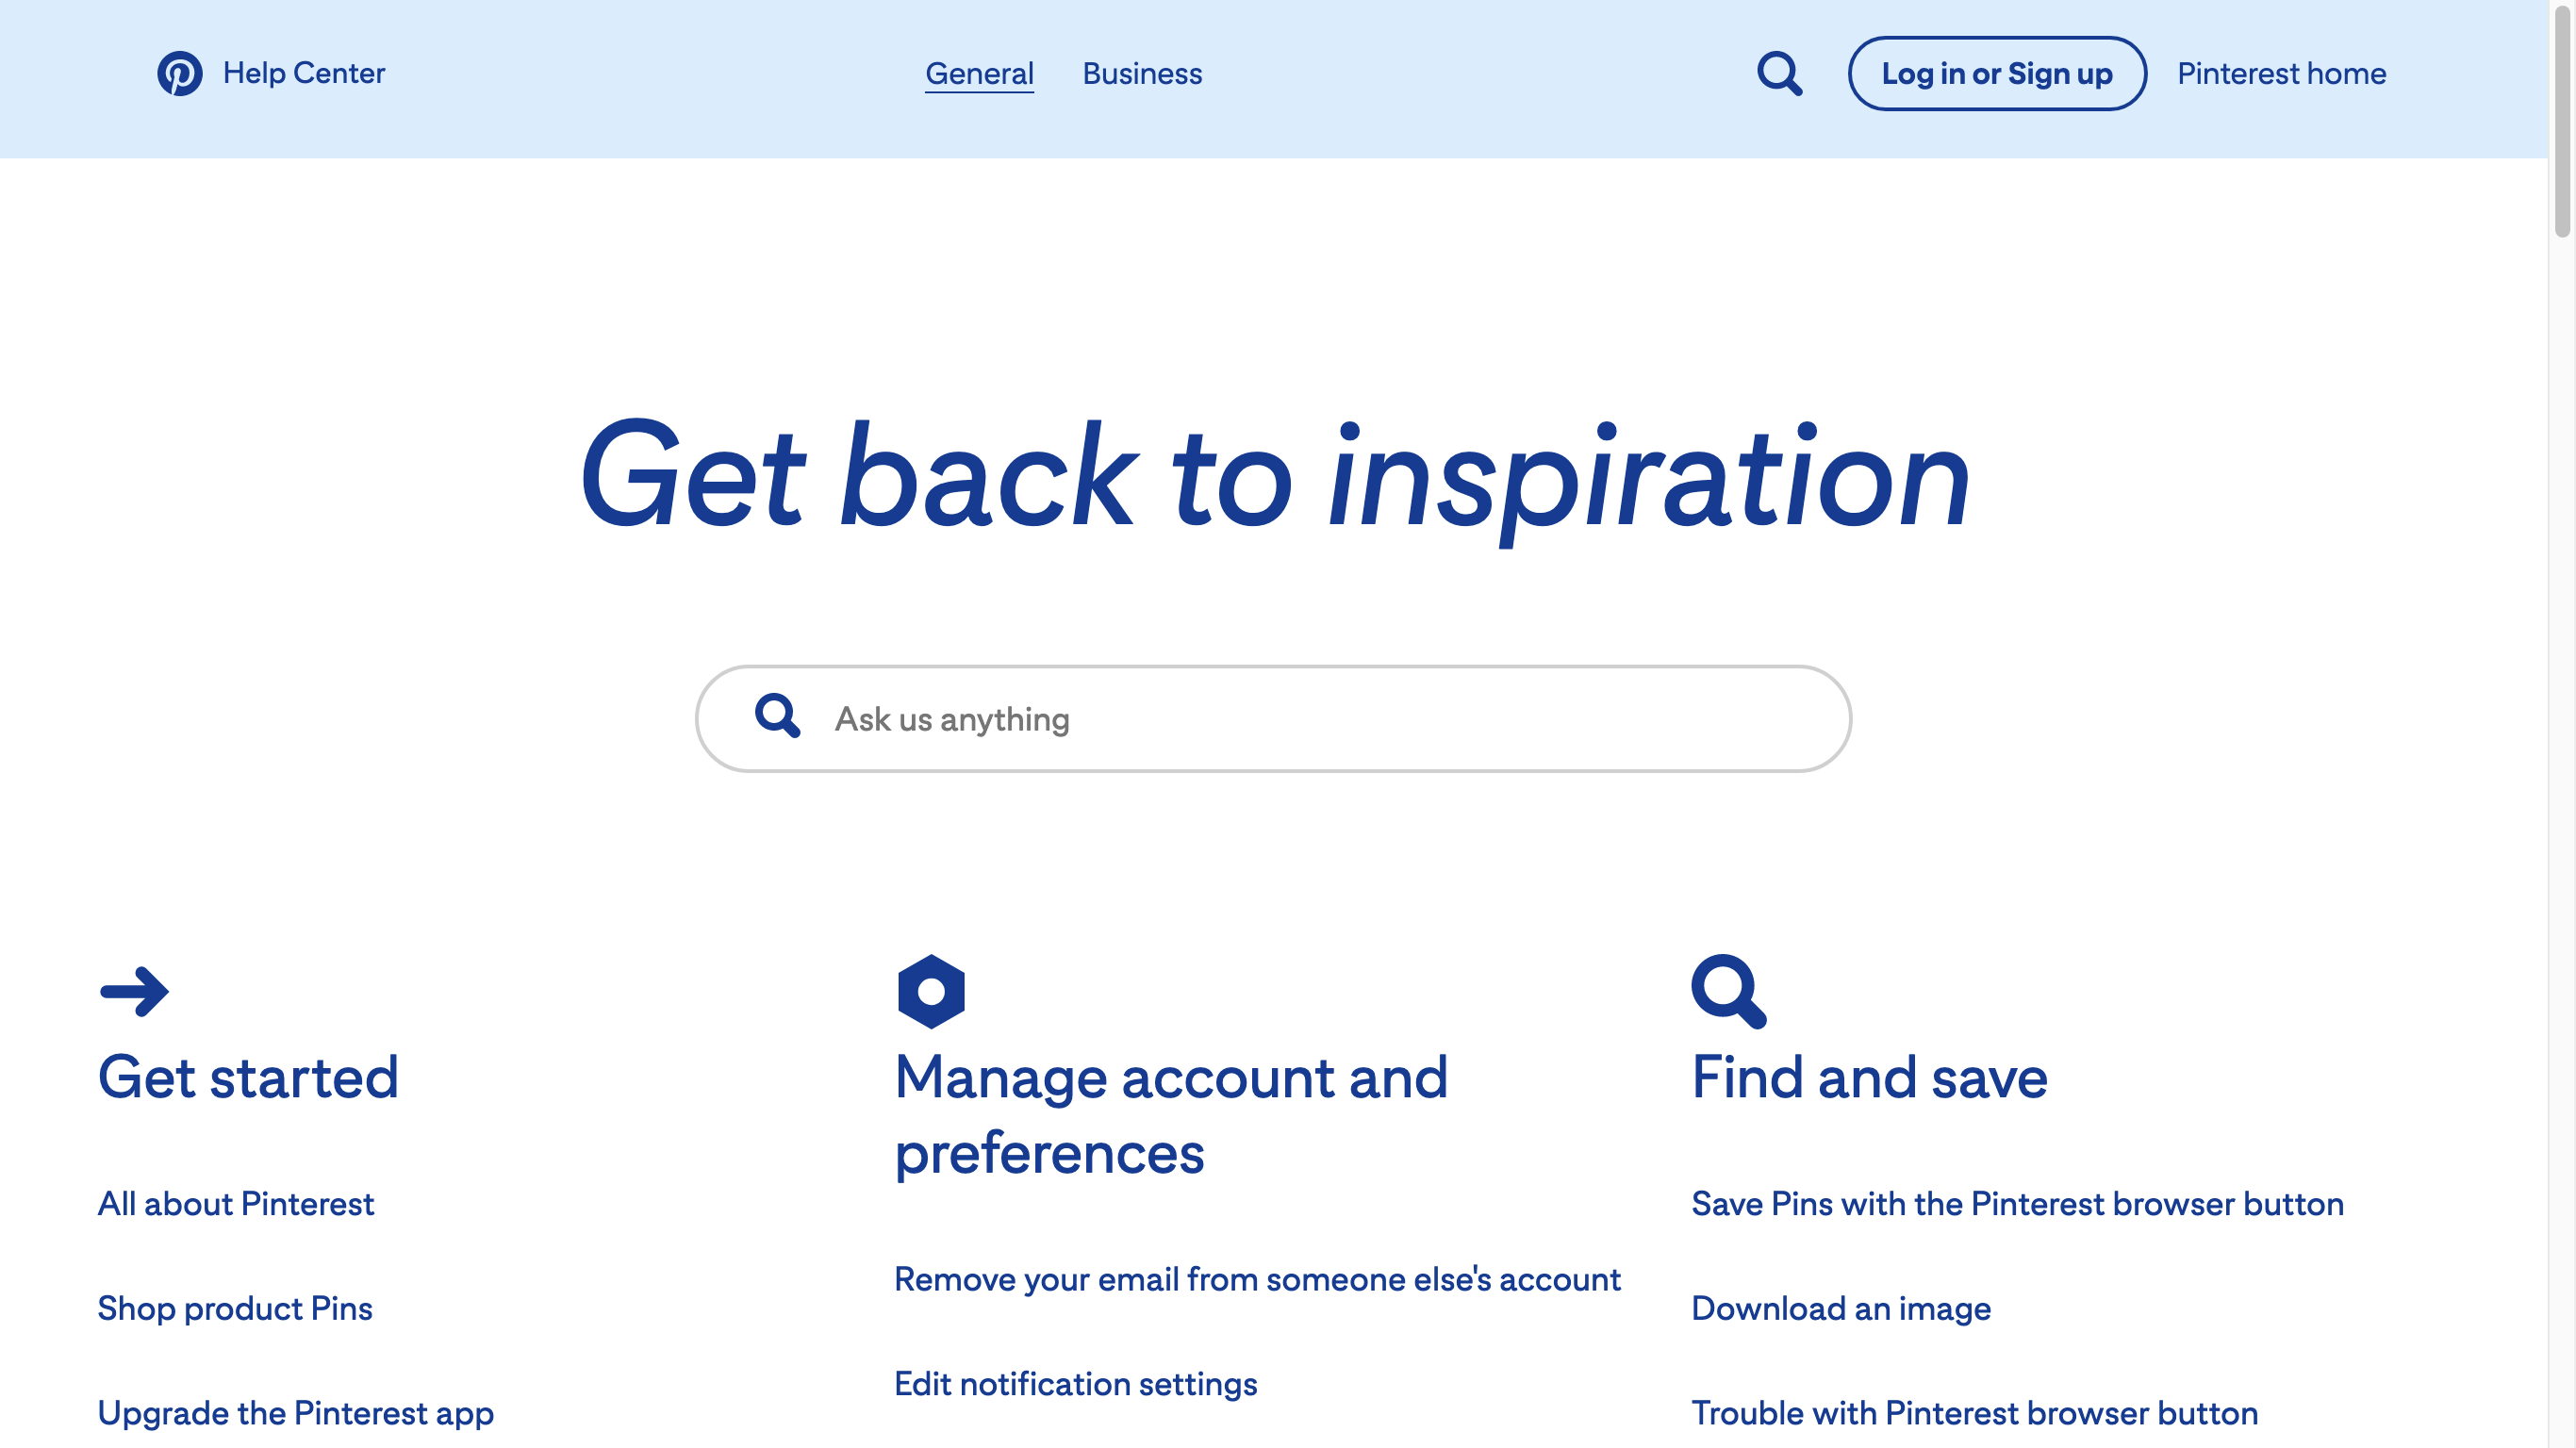 Help Center
General
Business
Log in or Sign up
Pinterest home
Get back to inspiration
Ask us anything
Get started
All about Pinterest
Shop product Pins
Upgrade the Pinterest app
Manage account and
preferences
Remove your email from someone else's account
Edit notification settings
Find and save
Save Pins with the Pinterest browser button
Download an image
Trouble with Pinterest browser button